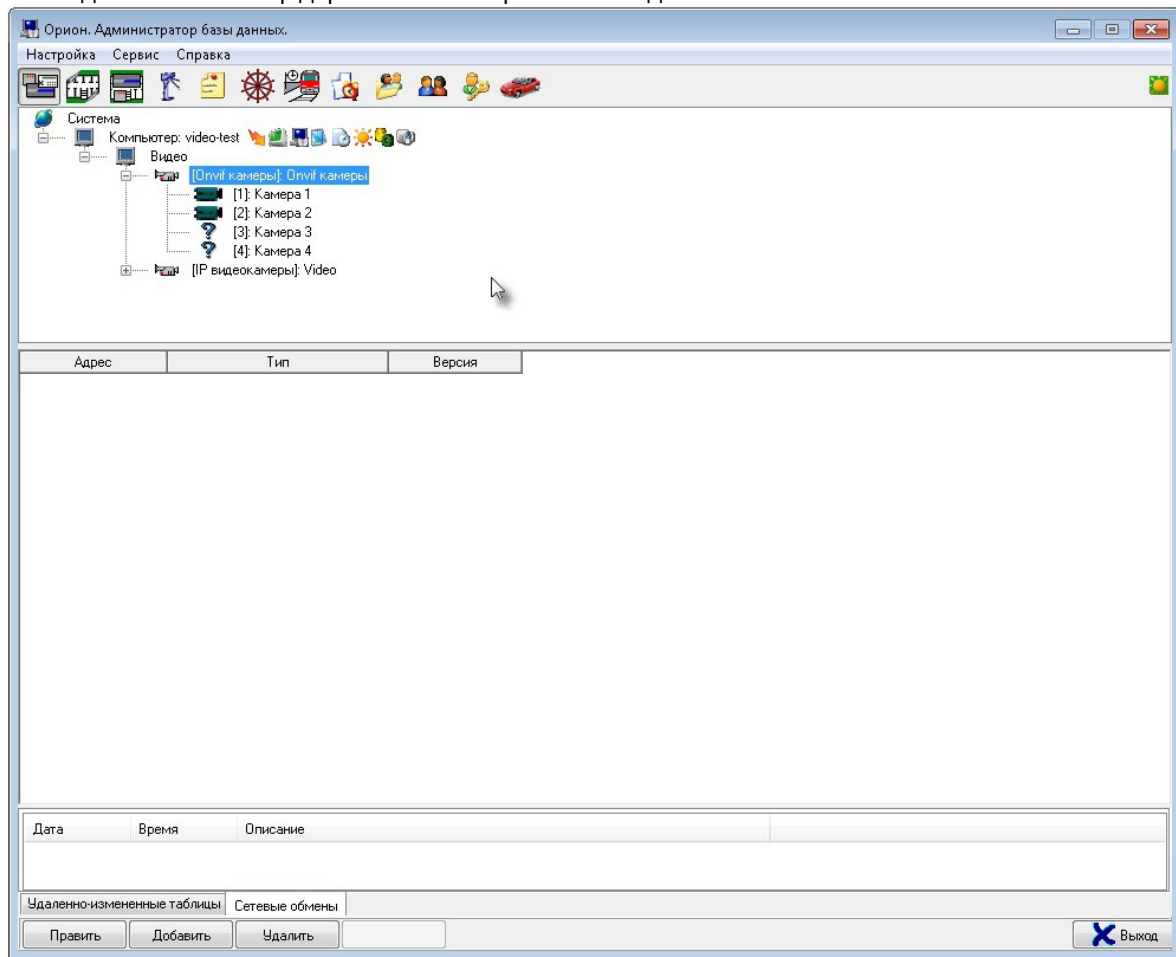 Орион. Администратор базы данных.
Настройка Сервис Справка
Система
Компьютер: video-test
Видео
[Onvif камеры]: Onvif камеры
[1]: Камера 1
[2]: Камера 2
[3]: Камера 3
[4]: Камера 4
[IP видеокамеры]: Video
Адрес Тип Версия
Дата Время Описание
Удаленно-измененные таблицы Сетевые обмены
Править Добавить Удалить Выход